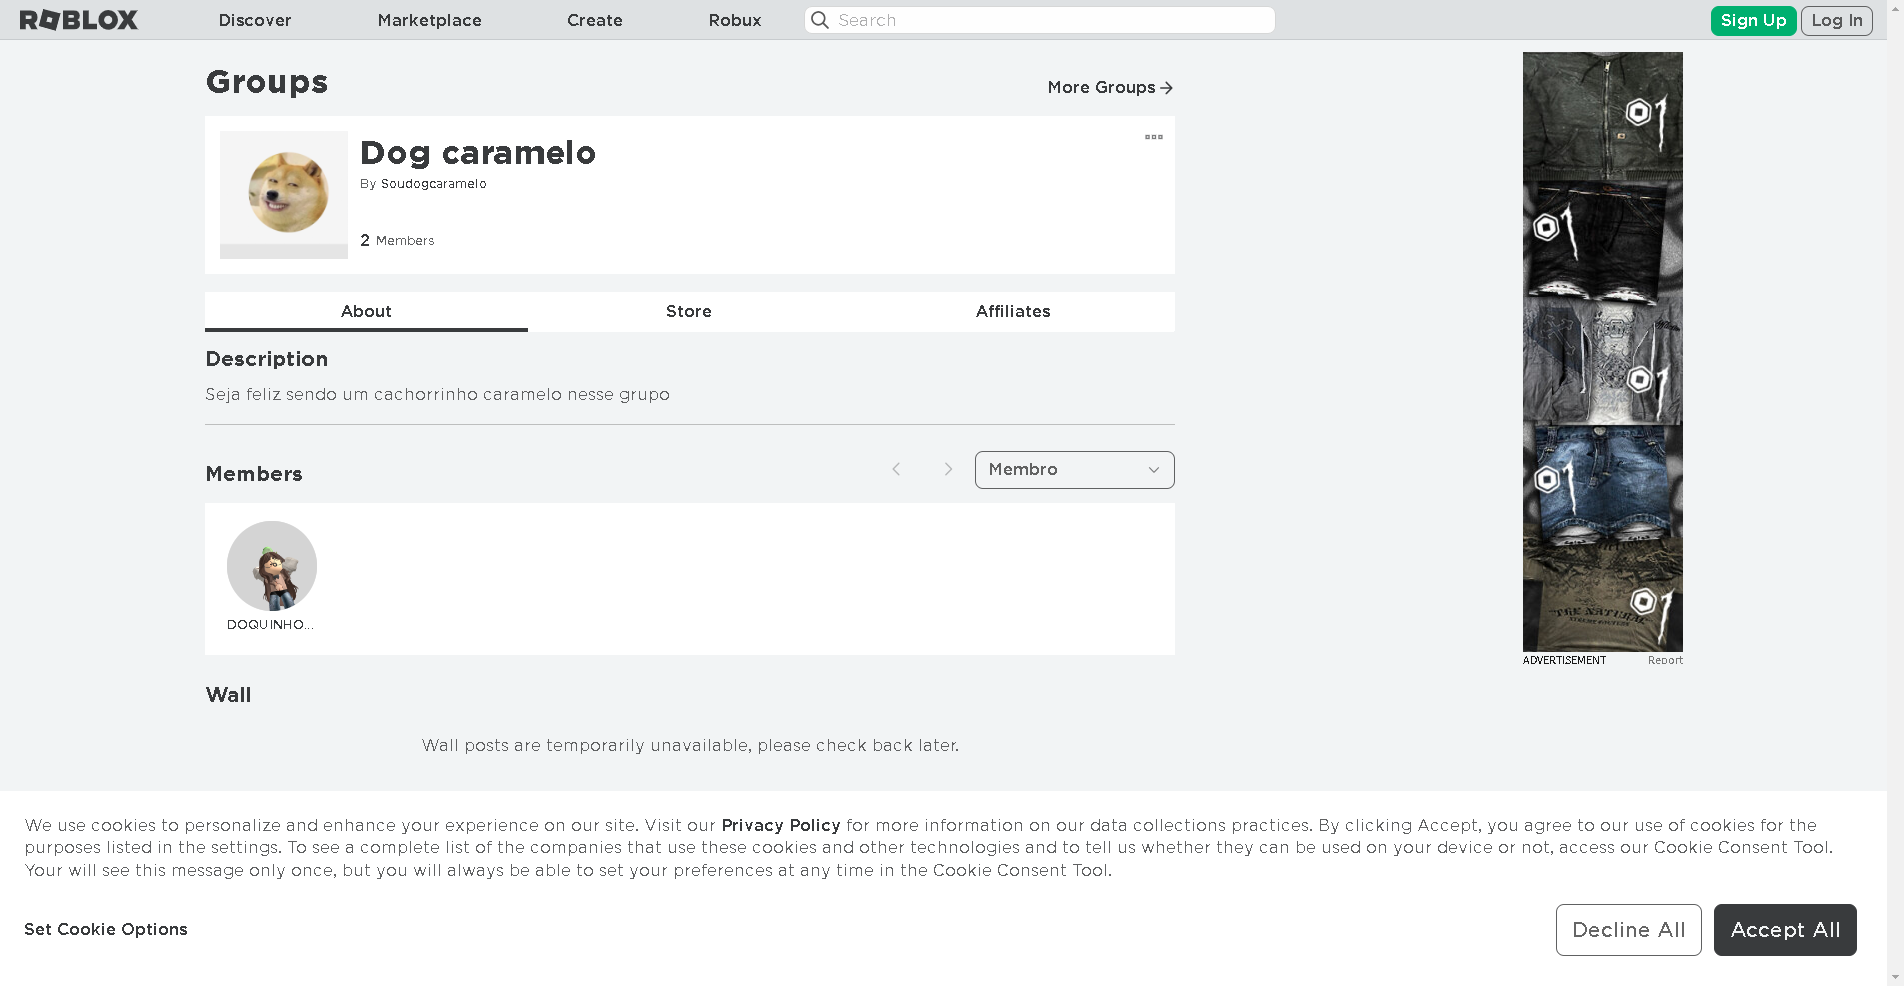 ROBLOX
Discover
Marketplace
Create
Robux
Search
Sign Up
Log In
Groups
More Groups
Dog caramelo
By Soudogcaramelo
2 Members
About
Store
Affiliates
Description
Seja feliz sendo um cachorrinho caramelo nesse grupo
Members
Membro
DOQUINHO...
Wall
Wall posts are temporarily unavailable, please check back later.
THE NATURAL
ADVERTISEMENT
Report
We use cookies to personalize and enhance your experience on our site. Visit our Privacy Policy for more information on our data collections practices. By clicking Accept, you agree to our use of cookies for the
purposes listed in the settings. To see a complete list of the companies that use these cookies and other technologies and to tell us whether they can be used on your device or not, access our Cookie Consent Tool.
Your will see this message only once, but you will always be able to set your preferences at any time in the Cookie Consent Tool.
Set Cookie Options
Decline All
Accept All